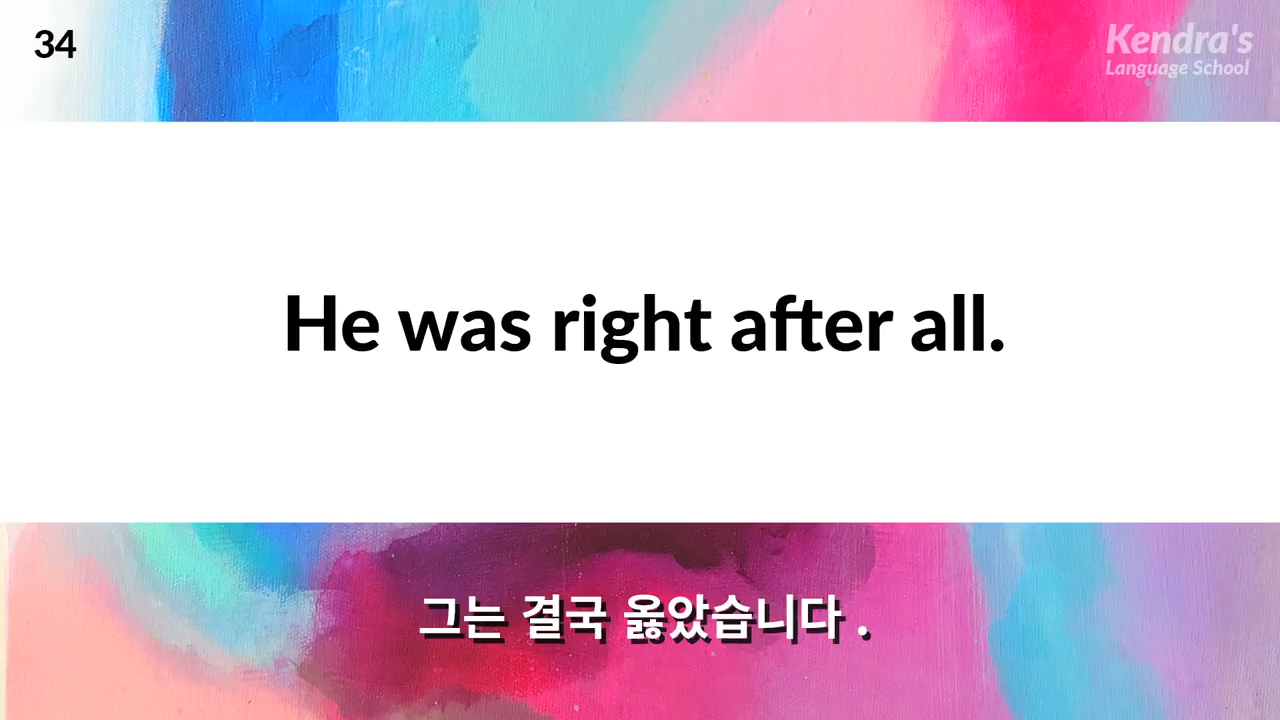 34
Kendra's
Language School
He was right after all.
그는 결국 옳았습니다 .